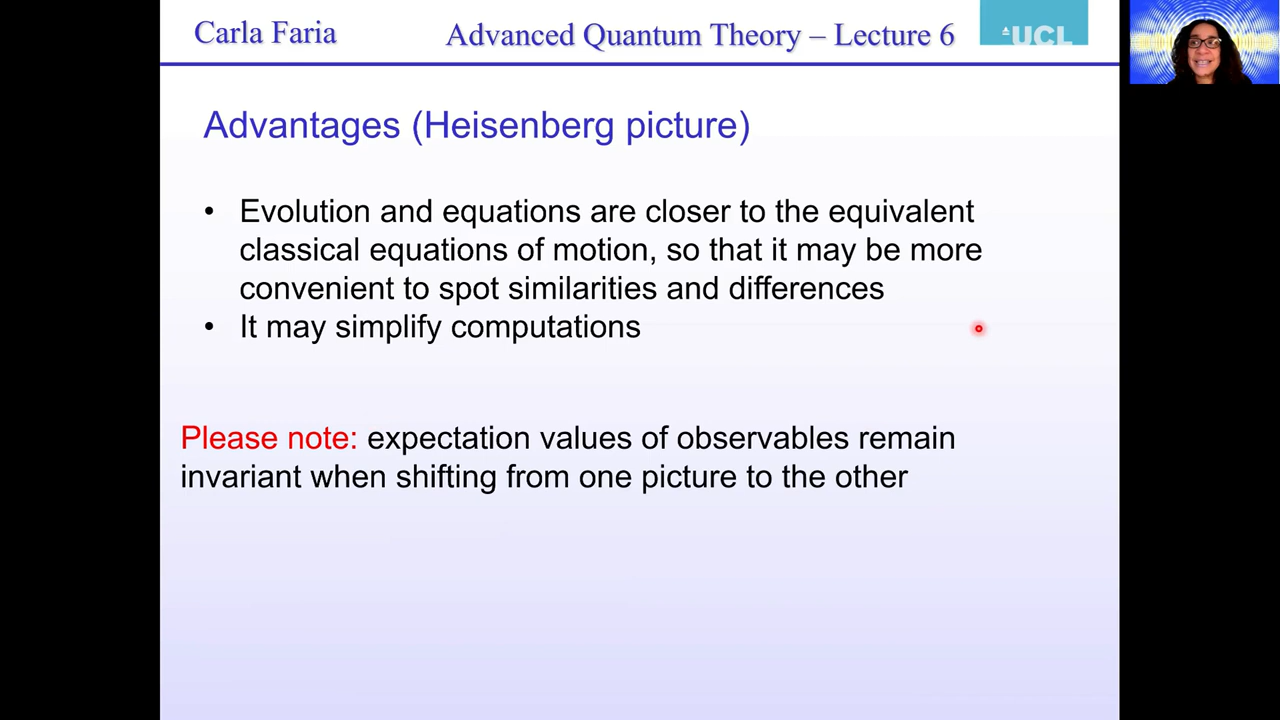 Carla Faria
Advanced Quantum Theory – Lecture 6
UCL
Advantages (Heisenberg picture)
• Evolution and equations are closer to the equivalent
classical equations of motion, so that it may be more
convenient to spot similarities and differences
• It may simplify computations
Please note: expectation values of observables remain
invariant when shifting from one picture to the other